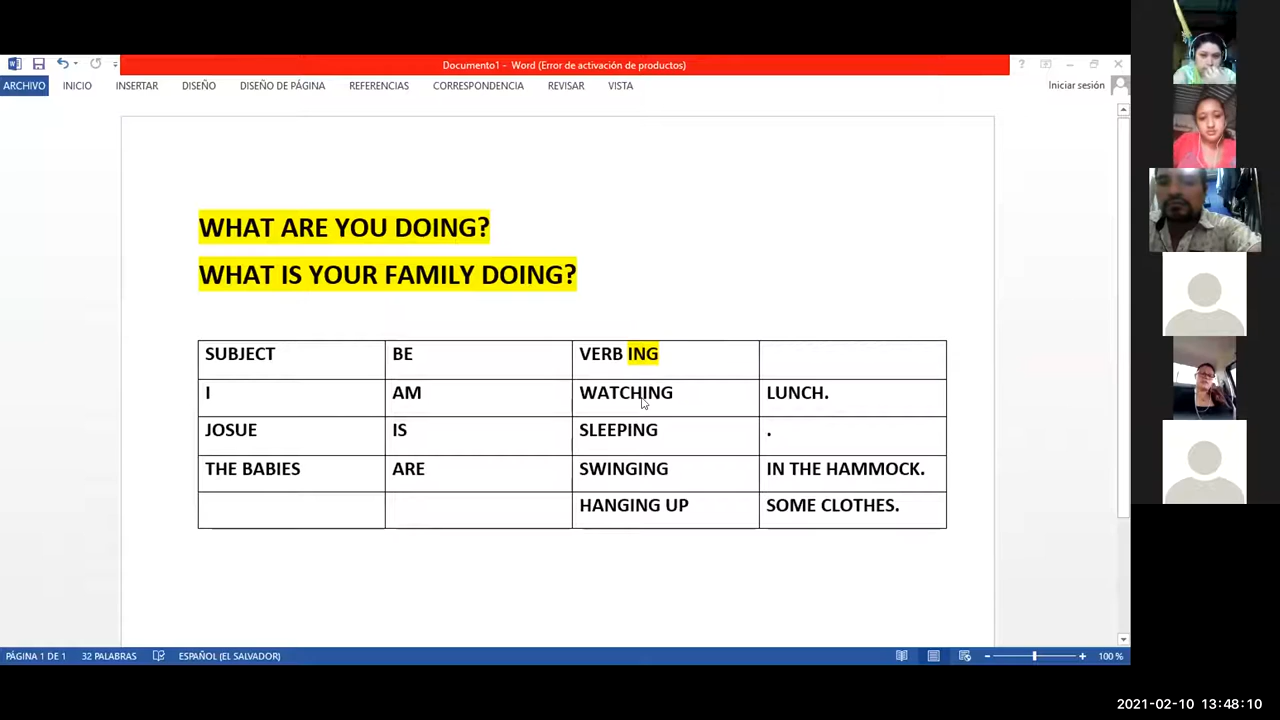 Documento1 - Word (Error de activación de productos)
ARCHIVO INICIO INSERTAR DISEÑO DISEÑO DE PÁGINA REFERENCIAS CORRESPONDENCIA REVISAR VISTA Iniciar sesión
WHAT ARE YOU DOING?
WHAT IS YOUR FAMILY DOING?
SUBJECT BE VERB ING
I AM WATCHING LUNCH.
JOSUE IS SLEEPING .
THE BABIES ARE SWINGING IN THE HAMMOCK.
HANGING UP SOME CLOTHES.
PÁGINA 1 DE 1 32 PALABRAS ESPAÑOL (EL SALVADOR) 100 %
2021-02-10 13:48:10